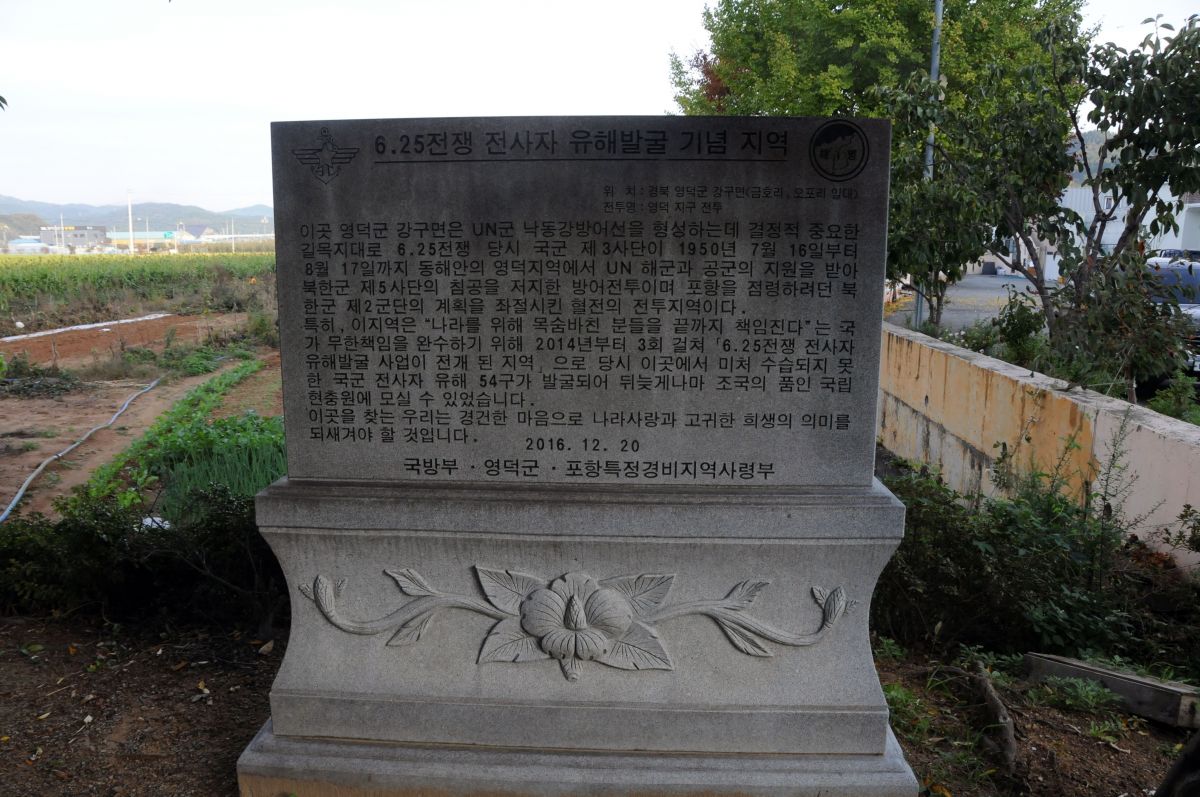 6.25전쟁 전사자 유해발굴 기념 지역
위 치 : 경북 영덕군 강구면(금호리, 오포리 일대)
전투명 : 영덕 지구 전투
이곳 영덕군 강구면은 UN군 낙동강방어선을 형성하는데 결정적 중요한
길목지대로 6.25전쟁 당시 국군 제3사단이 1950년 7월 16일부터
8월 17일까지 동해안의 영덕지역에서 UN 해군과 공군의 지원을 받아
북한군 제5사단의 침공을 저지한 방어전투이며 포항을 점령하려던 북
한군 제2군단의 계획을 좌절시킨 혈전의 전투지역이다.
특히, 이지역은 “나라를 위해 목숨바친 분들을 끝까지 책임진다”는 국
가 무한책임을 완수하기 위해 2014년부터 3회 걸쳐 '6.25전쟁 전사자
유해발굴 사업이 전개 된 지역, 으로 당시 이곳에서 미처 수습되지 못
한 국군 전사자 유해 54구가 발굴되어 뒤늦게나마 조국의 품인 국립
현충원에 모실 수 있었습니다.
이곳을 찾는 우리는 경건한 마음으로 나라사랑과 고귀한 희생의 의미를
되새겨야 할 것입니다.
2016. 12. 20
국방부 · 영덕군 · 포항특정경비지역사령부